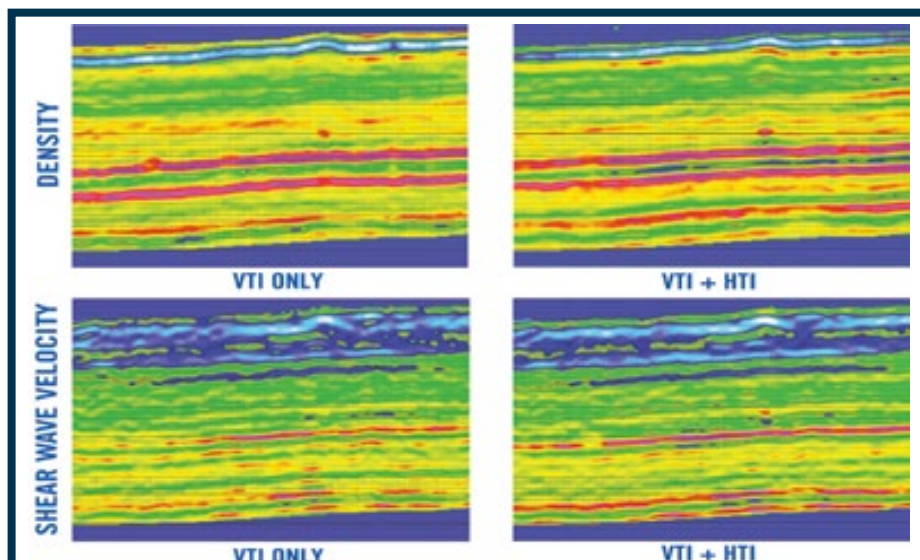 DENSITY
VTI ONLY
VTI + HTI
SHEAR WAVE VELOCITY
VTI ONLY
VTI + HTI